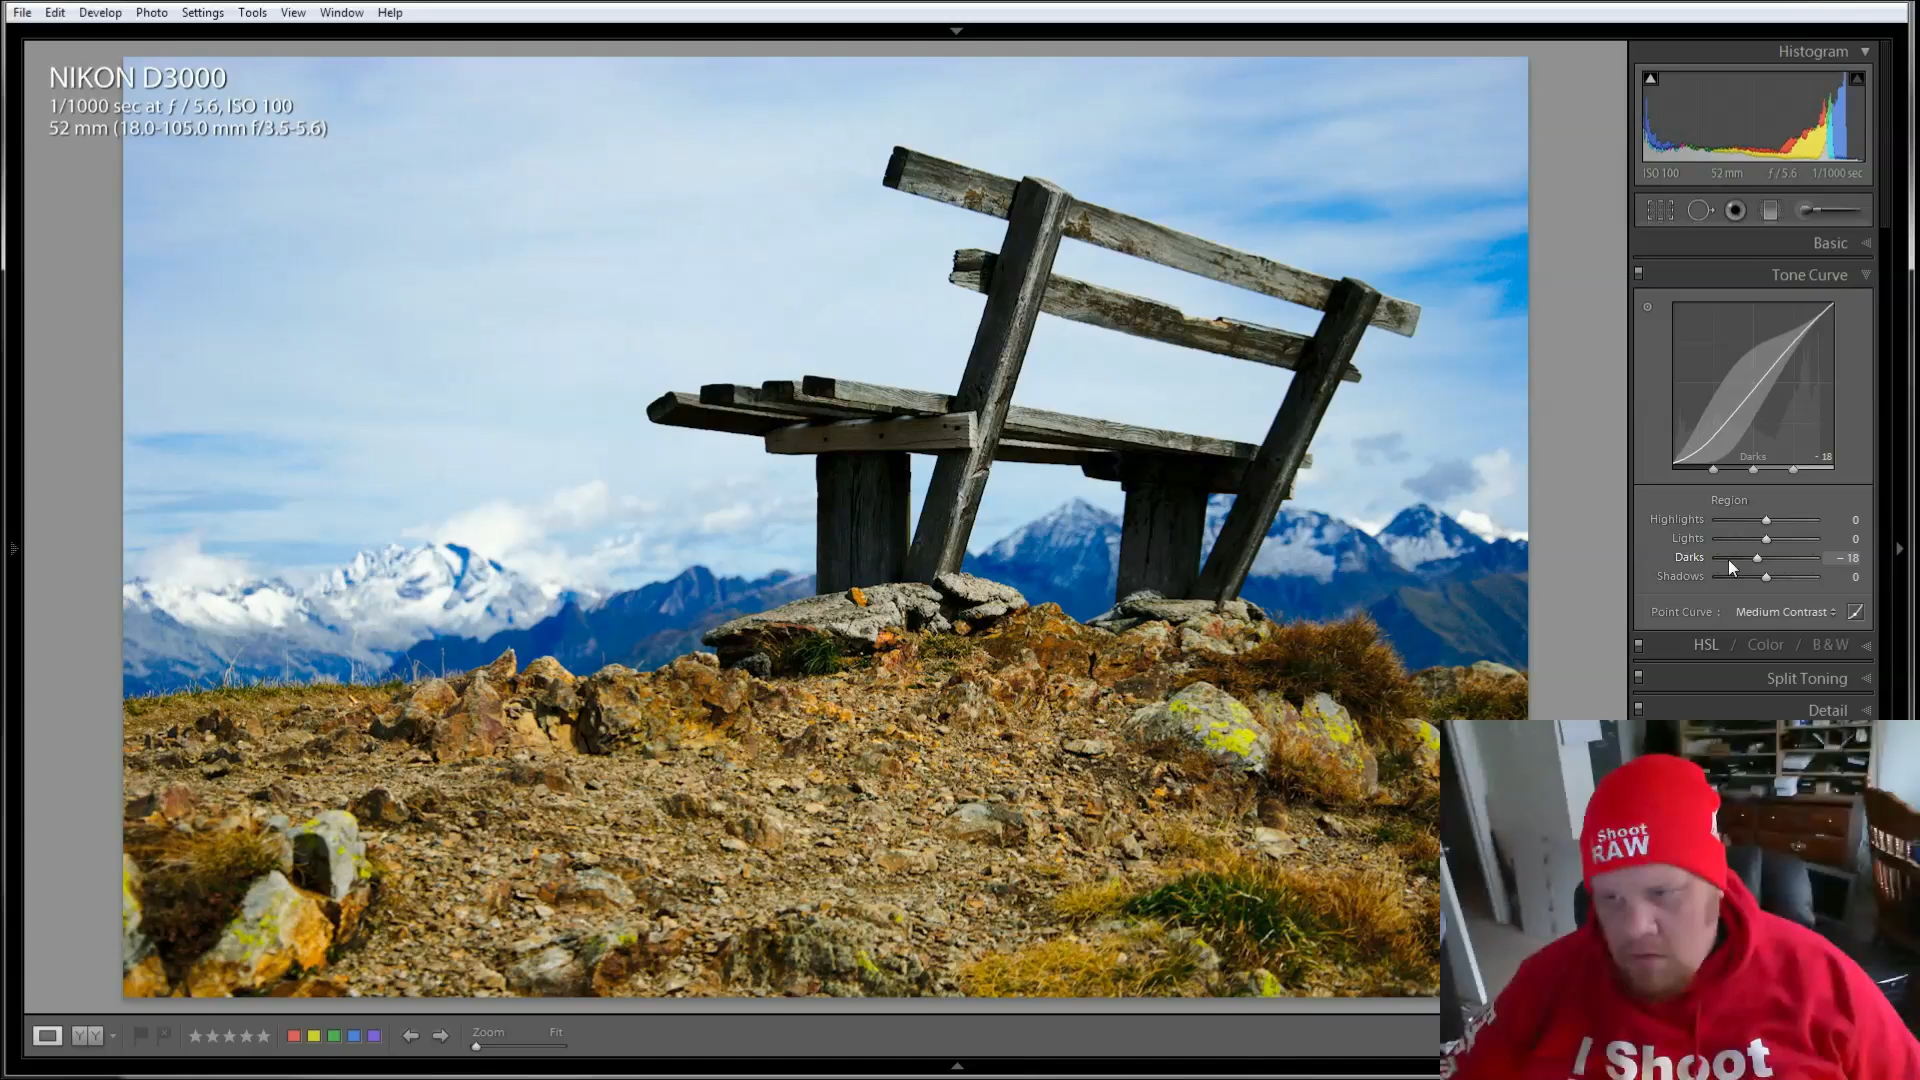 File Edit Develop Photo Settings Tools View Window Help
NIKON D3000
1/1000 sec at ƒ / 5.6, ISO 100
52 mm (18.0-105.0 mm f/3.5-5.6)
Histogram
ISO 100 52 mm ƒ / 5.6 1/1000 sec
Basic
Tone Curve
Darks - 18
Region
Highlights 0
Lights 0
Darks - 18
Shadows 0
Point Curve : Medium Contrast
HSL / Color / B & W
Split Toning
Detail
Shoot
RAW
I Shoot
YY
Zoom Fit